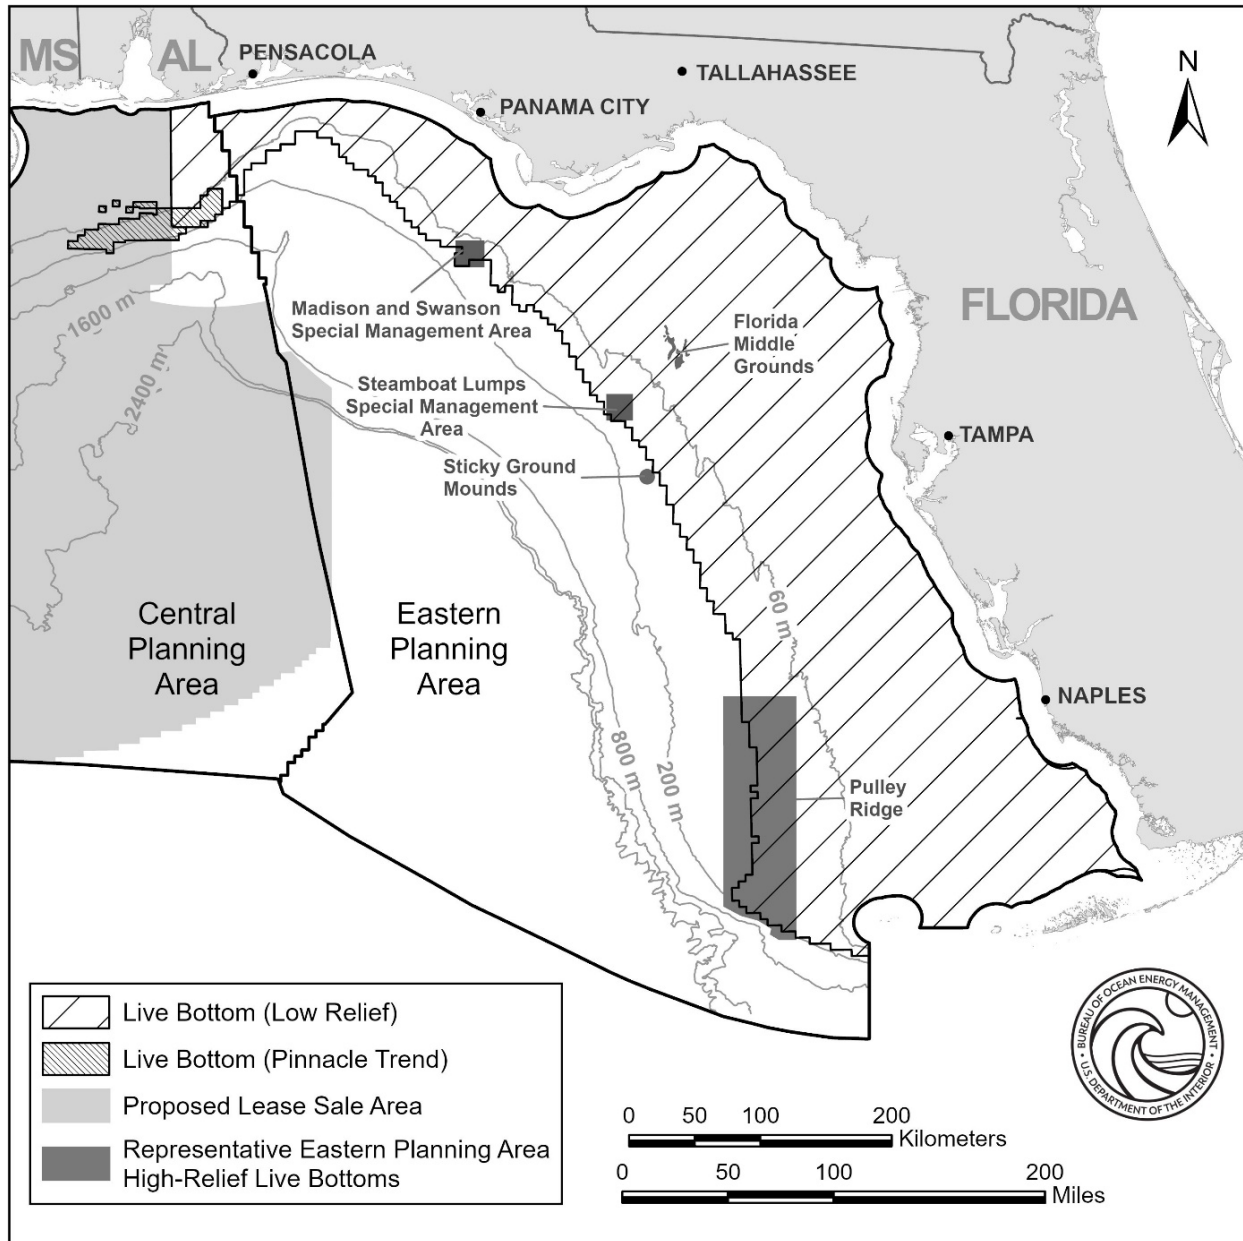 MS
AL
PENSACOLA
TALLAHASSEE
PANAMA CITY
N
FLORIDA
Madison and Swanson
Special Management Area
Florida
Middle
Grounds
1600 m
2400 m
Steamboat Lumps
Special Management
Area
TAMPA
Sticky Ground
Mounds
60 m
Central
Planning
Area
Eastern
Planning
Area
NAPLES
800 m
200 m
Pulley
Ridge
Live Bottom (Low Relief)
Live Bottom (Pinnacle Trend)
Proposed Lease Sale Area
Representative Eastern Planning Area
High-Relief Live Bottoms
0 50 100 200
Kilometers
0 50 100 200
Miles
BUREAU OF OCEAN ENERGY MANAGEMENT
U.S. DEPARTMENT OF THE INTERIOR